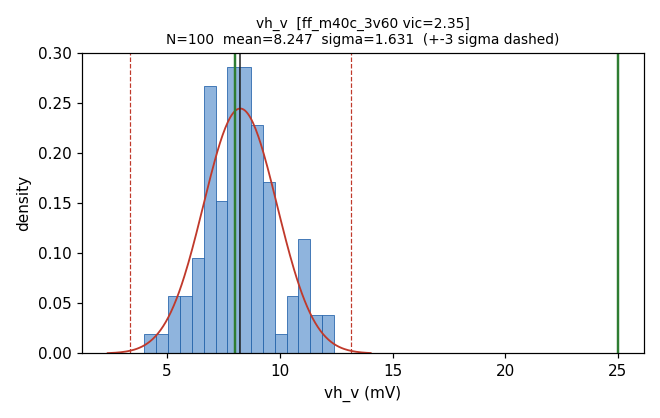 vh_v  [ff_m40c_3v60 vic=2.35]
N=100  mean=8.247  sigma=1.631  (+-3 sigma dashed)
0.30
0.25
0.20
0.15
0.10
0.05
0.00
density
5 10 15 20 25
vh_v (mV)